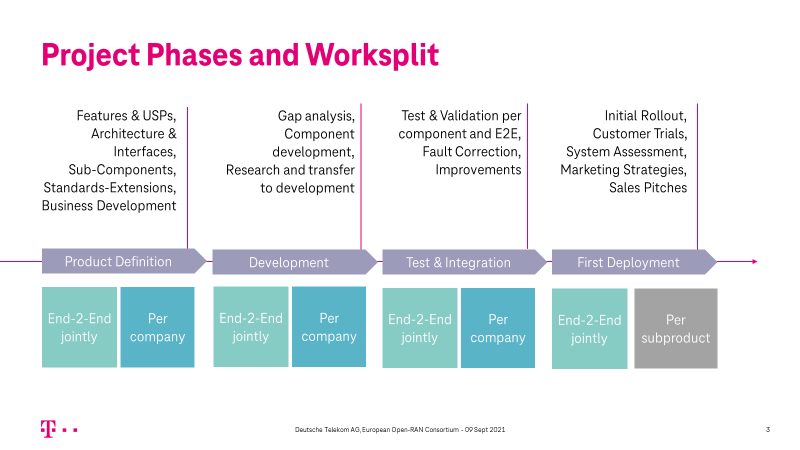 Project Phases and Worksplit
Features & USPs,
Architecture &
Interfaces,
Sub-Components,
Standards-Extensions,
Business Development
Gap analysis,
Component
development,
Research and transfer
to development
Test & Validation per
component and E2E,
Fault Correction,
Improvements
Initial Rollout,
Customer Trials,
System Assessment,
Marketing Strategies,
Sales Pitches
Product Definition
Development
Test & Integration
First Deployment
End-2-End
jointly
Per
company
End-2-End
jointly
Per
company
End-2-End
jointly
Per
company
End-2-End
jointly
Per
subproduct
T
Deutsche Telekom AG,European Open-RAN Consortium - 09 Sept 2021
3